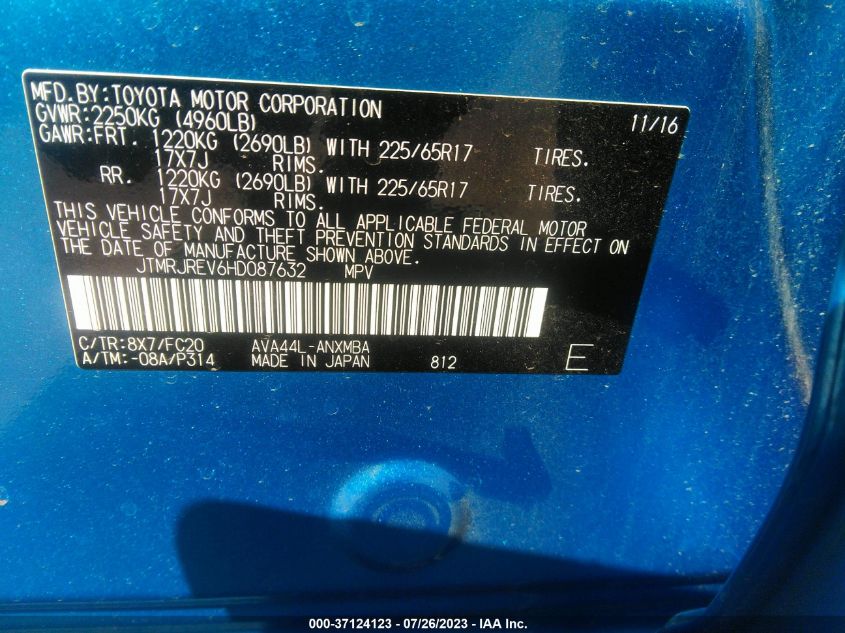 MFD.BY:TOYOTA MOTOR CORPORATION 11/16
GVWR:2250KG (4960LB)
GAWR:FRT. 1220KG (2690LB) WITH 225/65R17 TIRES.
17X7J RIMS.
RR. 1220KG (2690LB) WITH 225/65R17 TIRES.
17X7J RIMS.
THIS VEHICLE CONFORMS TO ALL APPLICABLE FEDERAL MOTOR
VEHICLE SAFETY AND THEFT PREVENTION STANDARDS IN EFFECT ON
THE DATE OF MANUFACTURE SHOWN ABOVE.
JTMRJREV6HD087632 MPV
C/TR:8X7/FC20 AVA44L-ANXMBA
A/TM:-08A/P314 MADE IN JAPAN 812 E
000-37124123 - 07/26/2023 - IAA Inc.